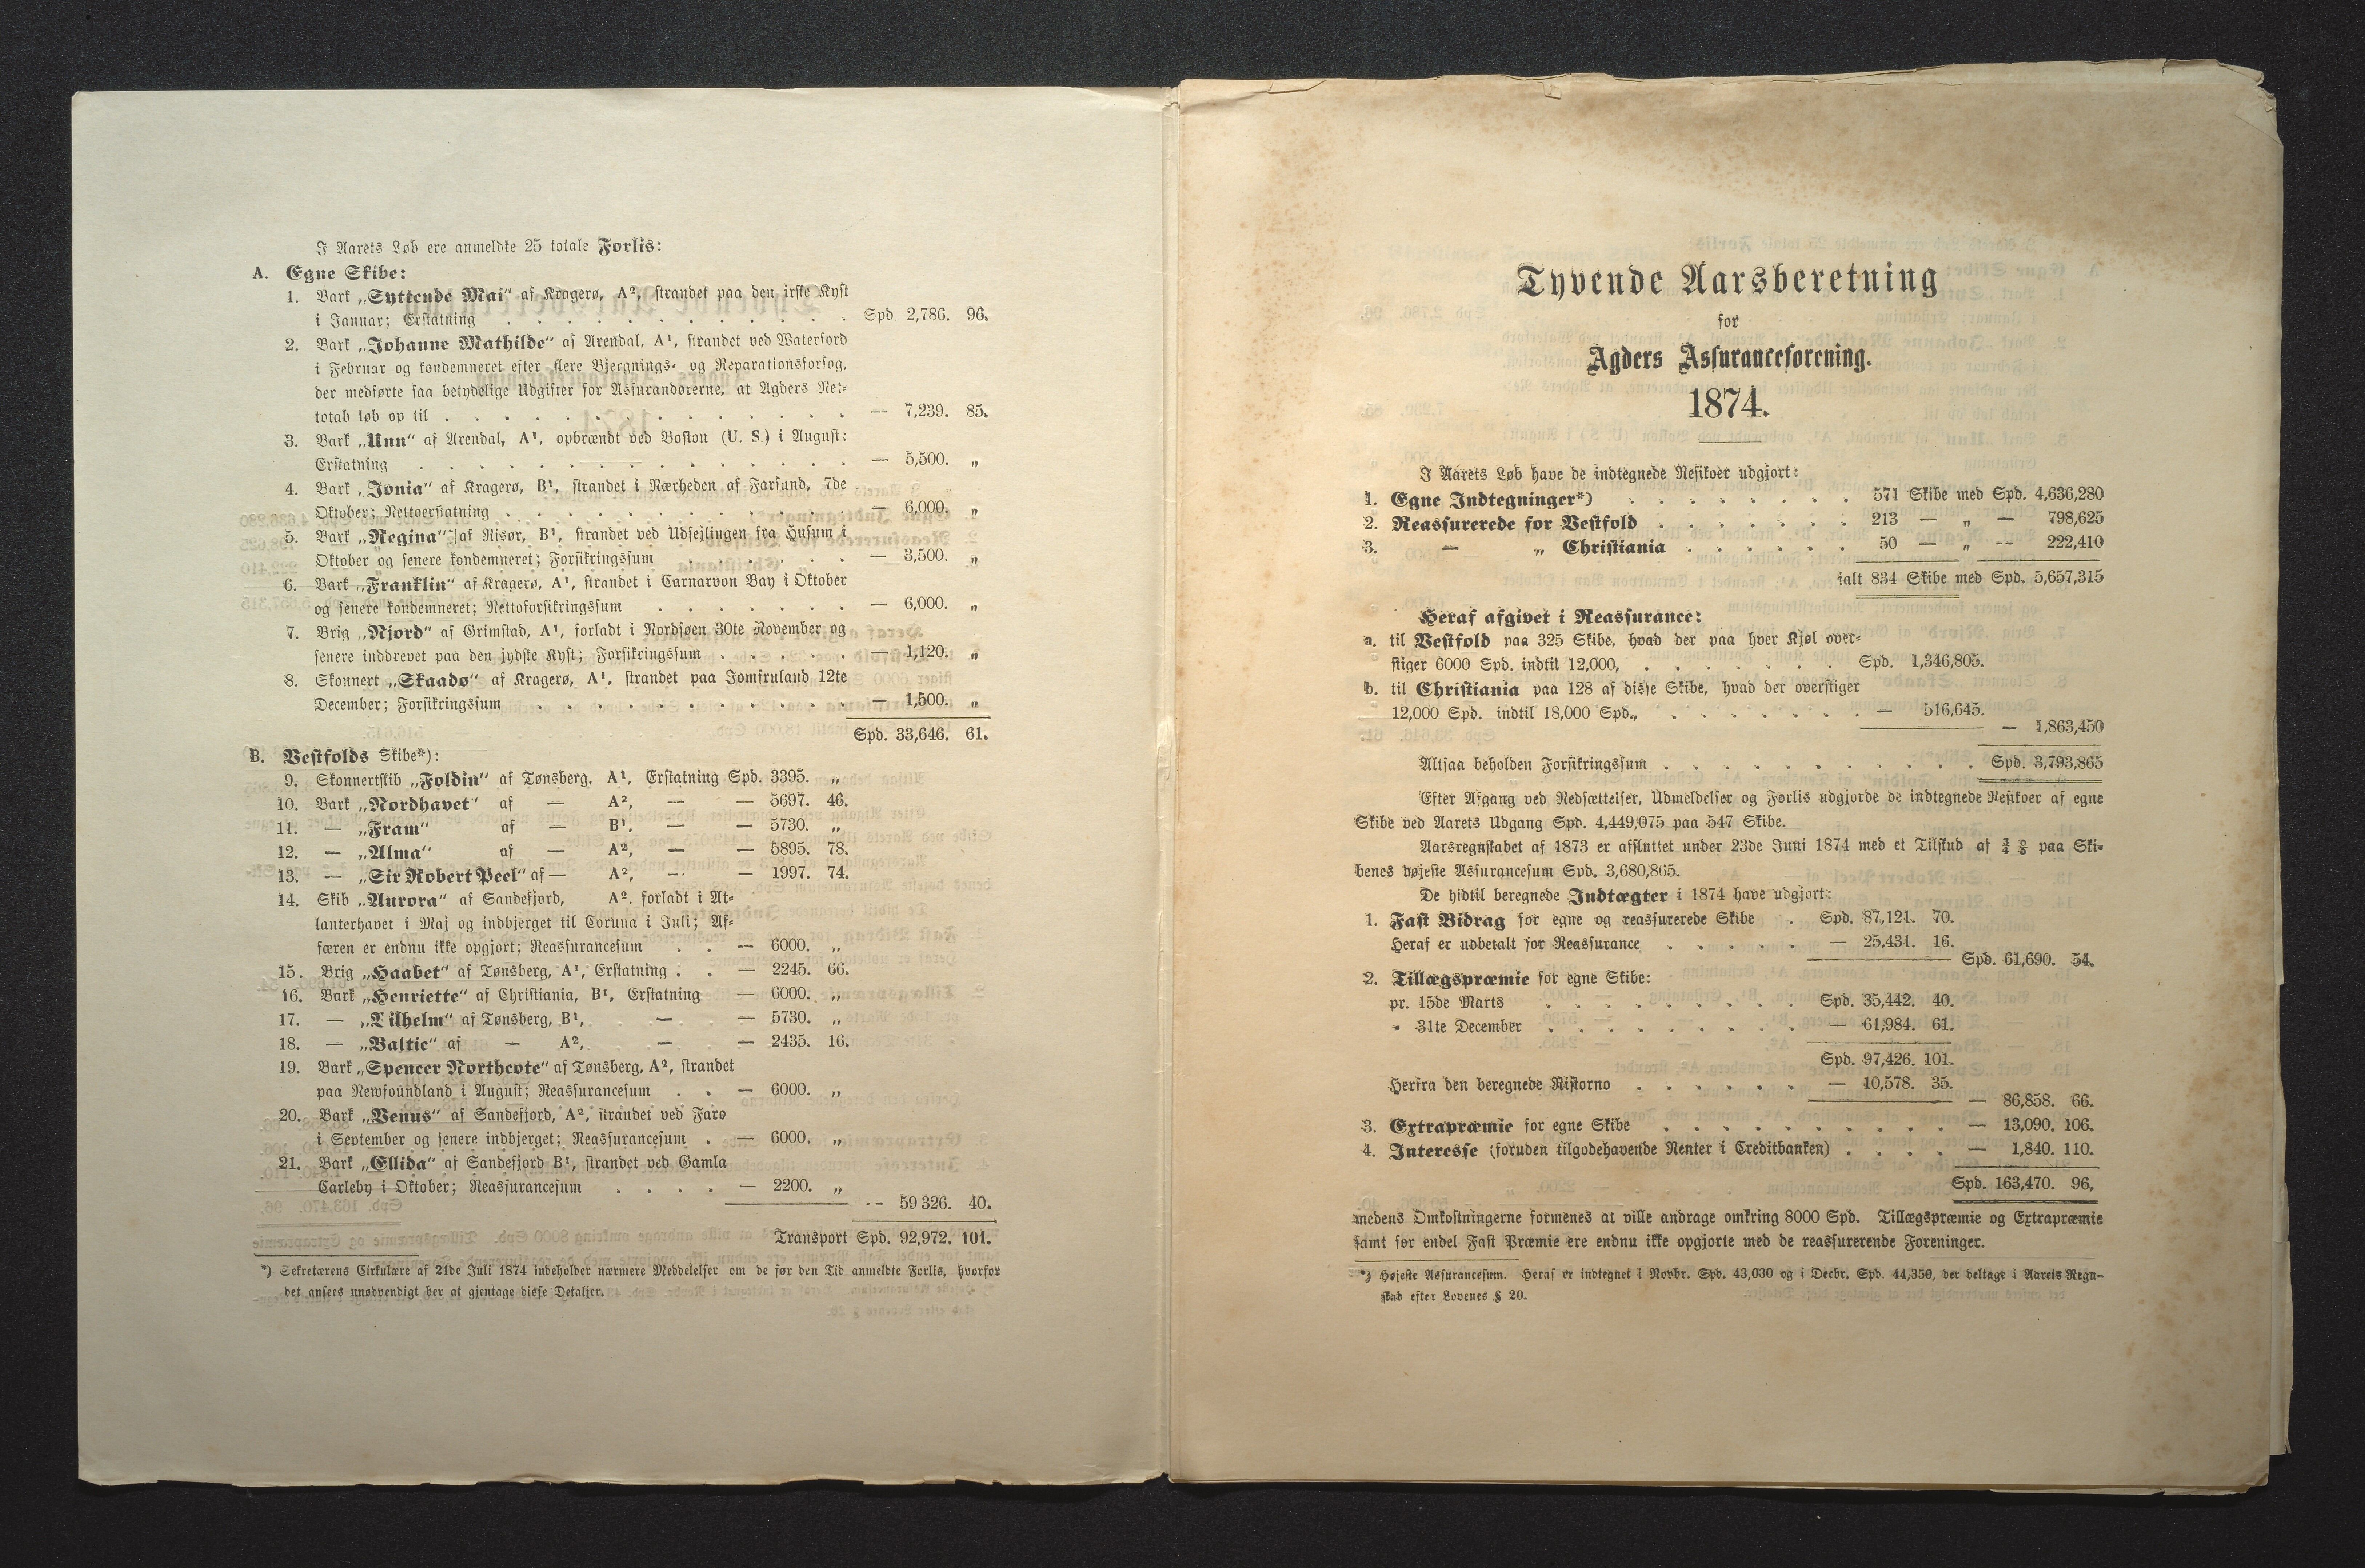 I Aarets Løb ere anmeldte 25 totale Forlis:
A. Egne Skibe:
1. Bark „Syttende Mai“ af Kragerø, A², strandet paa den irske Kyst
i Januar; Erstatning . . . . . . . . . . . . Spd 2,786. 96.
2. Bark „Johanne Mathilde“ af Arendal, A¹, strandet ved Waterford
i Februar og kondemneret efter flere Bjergnings- og Reparationsforsøg,
der medførte saa betydelige Udgifter for Assurandørerne, at Agders Net-
totab løb op til . . . . . . . . . . . . — 7,239. 85.
3. Bark „Unn“ af Arendal, A¹, opbrændt ved Boston (U. S.) i August:
Erstatning . . . . . . . . . . . . . — 5,500. „
4. Bark „Jonia“ af Kragerø, B¹, strandet i Nærheden af Farsund, 7de
Oktober; Nettoerstatning . . . . . . . . . . . — 6,000. „
5. Bark „Regina“ af Risør, B¹, strandet ved Udsejlingen fra Husum i
Oktober og senere kondemneret; Forsikringssum . . . . . . — 3,500. „
6. Bark „Franklin“ af Kragerø, A¹, strandet i Carnarvon Bay i Oktober
og senere kondemneret; Nettoforsikringssum . . . . . . . — 6,000. „
7. Brig „Njord“ af Grimstad, A¹, forladt i Nordsøen 30te November og
senere inddrevet paa den jydske Kyst; Forsikringssum . . . . . — 1,120. „
8. Skonnert „Skaadø“ af Kragerø, A¹, strandet paa Jomfruland 12te
December; Forsikringssum . . . . . . . . . . . — 1,500. „
Spd. 33,646. 61.
B. Vestfolds Skibe*):
9. Skonnertskib „Foldin“ af Tønsberg, A¹, Erstatning Spd. 3395. „
10. Bark „Nordhavet“ af — A², — — 5697. 46.
11. — „Fram“ af — B¹, — — 5730. „
12. — „Alma“ af — A², — — 5895. 78.
13. — „Sir Robert Peel“ af — A², — — 1997. 74.
14. Skib „Aurora“ af Sandefjord, A², forladt i At-
lanterhavet i Maj og indbjerget til Coruna i Juli; Af-
færen er endnu ikke opgjort; Reassurancesum . . — 6000. „
15. Brig „Haabet“ af Tønsberg, A¹, Erstatning . . — 2245. 66.
16. Bark „Henriette“ af Christiania, B¹, Erstatning — 6000. „
17. — „Vilhelm“ af Tønsberg, B¹, — — 5730. „
18. — „Baltic“ af — A², — — 2435. 16.
19. Bark „Spencer Northcote“ af Tønsberg, A², strandet
paa Newfoundland i August; Reassurancesum . . — 6000. „
20. Bark „Venus“ af Sandefjord, A², strandet ved Farø
i September og senere indbjerget; Reassurancesum . — 6000. „
21. Bark „Ellida“ af Sandefjord B¹, strandet ved Gamla
Carleby i Oktober; Reassurancesum . . . . — 2200. „
-- 59 326. 40.
Transport Spd. 92,972. 101.
*) Sekretærens Cirkulære af 21de Juli 1874 indeholder nærmere Meddelelser om de før den Tid anmeldte Forlis, hvorfor
det ansees unødvendigt her at gjentage disse Detaljer.
Tyvende Aarsberetning
for
Agders Assuranceforening.
1874.
I Aarets Løb have de indtegnede Resikoer udgjort:
1. Egne Indtegninger*) . . . . . . . . 571 Skibe med Spd. 4,636,280
2. Reassurerede for Vestfold . . . . . . . 213 — „ — 798,625
3. — „ Christiania . . . . . . 50 — „ -- 222,410
ialt 834 Skibe med Spd. 5,657,315
Heraf afgivet i Reassurance:
a. til Vestfold paa 325 Skibe, hvad der paa hver Kjøl over-
stiger 6000 Spd. indtil 12,000, . . . . . . . Spd. 1,346,805.
b. til Christiania paa 128 af disse Skibe, hvad der overstiger
12,000 Spd. indtil 18,000 Spd., . . . . . . . — 516,645.
— 1,863,450
Altsaa beholden Forsikringssum . . . . . . . . . . . Spd. 3,793,865
Efter Afgang ved Nedsættelser, Udmeldelser og Forlis udgjorde de indtegnede Resikoer af egne
Skibe ved Aarets Udgang Spd. 4,449,075 paa 547 Skibe.
Aarsregnskabet af 1873 er afsluttet under 23de Juni 1874 med et Tilskud af ¾ % paa Ski-
benes højeste Assurancesum Spd. 3,680,865.
De hidtil beregnede Indtægter i 1874 have udgjort:
1. Fast Bidrag for egne og reassurerede Skibe . Spd. 87,121. 70.
Heraf er udbetalt for Reassurance . . . . . — 25,431. 16.
Spd. 61,690. 54.
2. Tillægspræmie for egne Skibe:
pr. 15de Marts . . . . . . . . . Spd. 35,442. 40.
- 31te December . . . . . . . . . — 61,984. 61.
Spd. 97,426. 101.
Herfra den beregnede Ristorno . . . . . . — 10,578. 35.
— 86,858. 66.
3. Extrapræmie for egne Skibe . . . . . . . . . . — 13,090. 106.
4. Interesse (foruden tilgodehavende Renter i Creditbanken) . . . . — 1,840. 110.
Spd. 163,470. 96.
medens Omkostningerne formenes at ville andrage omkring 8000 Spd. Tillægspræmie og Extrapræmie
samt for endel Fast Præmie ere endnu ikke opgjorte med de reassurerende Foreninger.
*) Højeste Assurancesum. Heraf er indtegnet i Novbr. Spd. 43,030 og i Decbr. Spd. 44,350, der deltage i Aarets Regn-
skab efter Lovenes § 20.